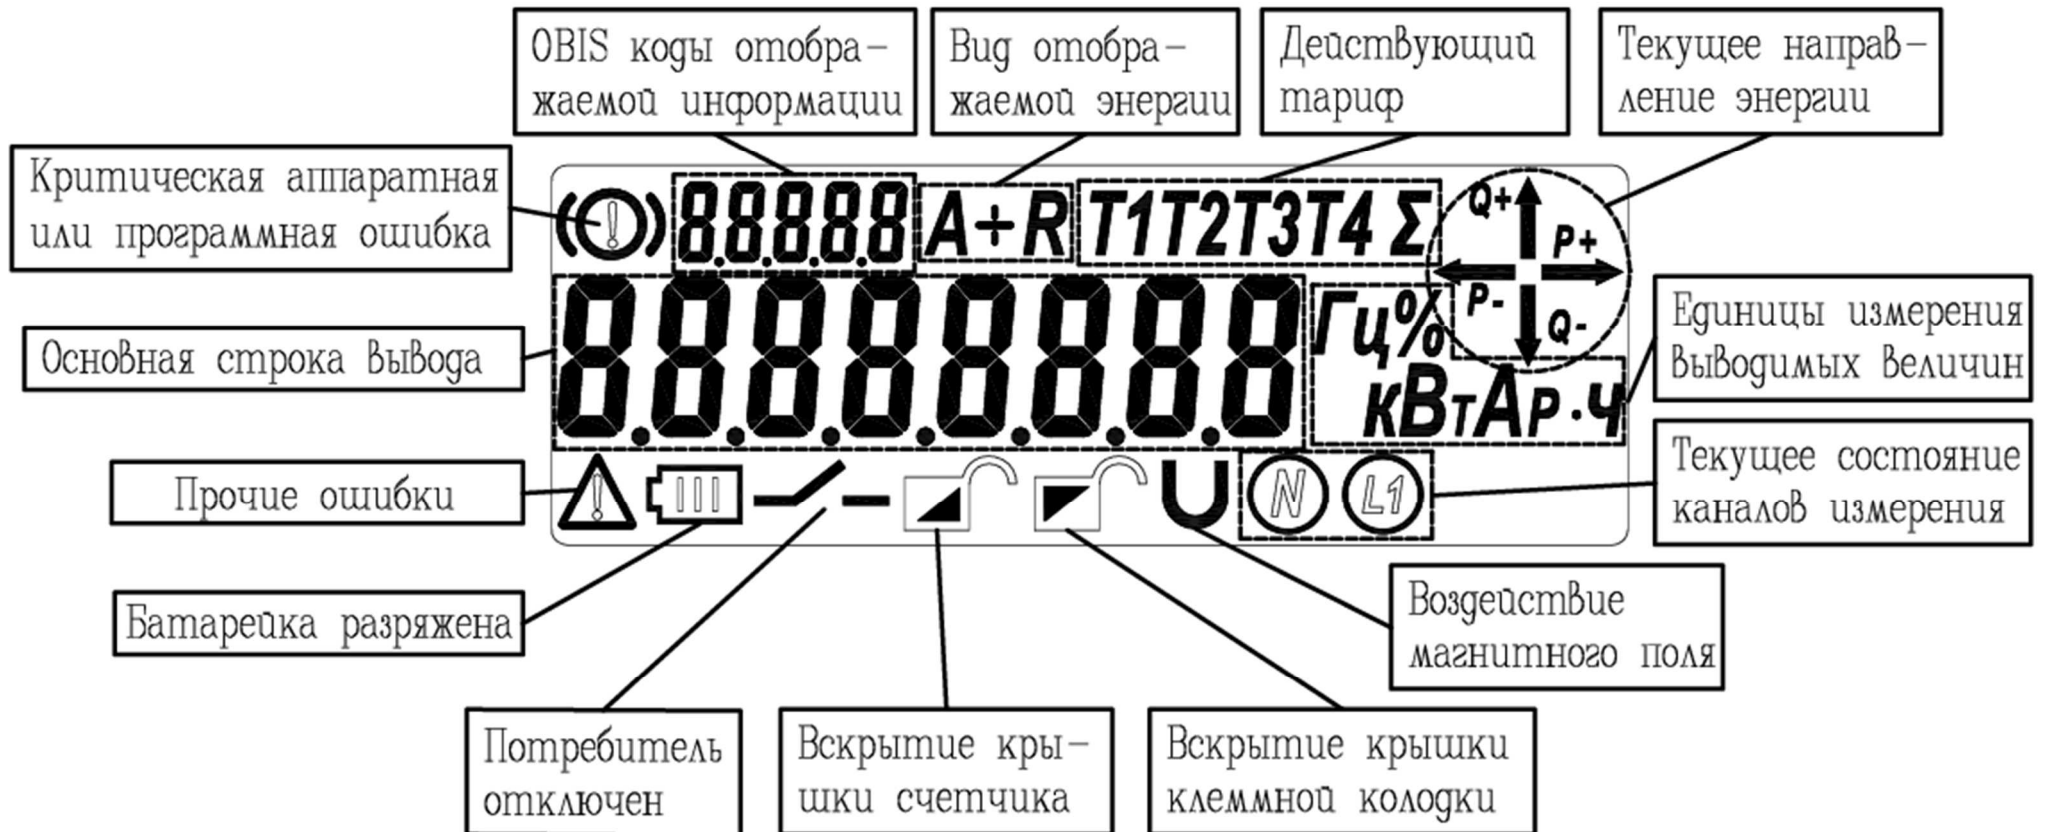 OBIS коды отобра-
жаемой информации
Вид отобра-
жаемой энергии
Действующий
тариф
Текущее направ-
ление энергии
Критическая аппаратная
или программная ошибка
(!) 8.8.8.8.8 A+R T1T2T3T4 Σ
Q+
P+
P-
Q-
Основная строка вывода
8.8.8.8.8.8.8.8
Гц%
кВтАр·ч
Единицы измерения
выводимых величин
Прочие ошибки
! N L1
Текущее состояние
каналов измерения
Батарейка разряжена
Воздействие
магнитного поля
Потребитель
отключен
Вскрытие кры-
шки счетчика
Вскрытие крышки
клеммной колодки